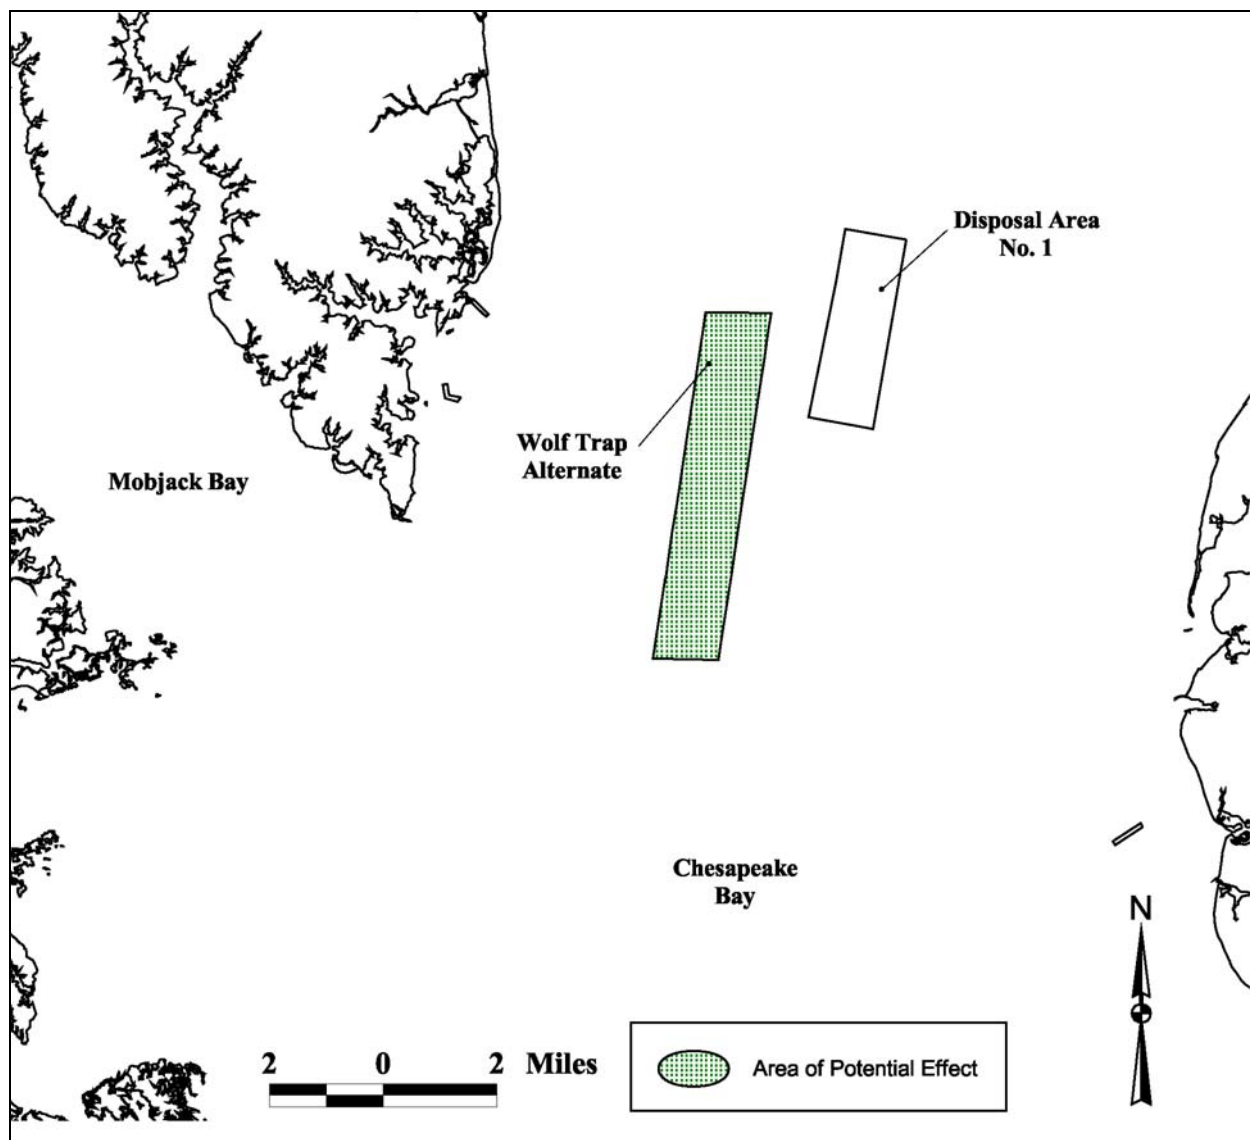 Disposal Area
No. 1
Wolf Trap
Alternate
Mobjack Bay
Chesapeake
Bay
N
2 0 2 Miles
Area of Potential Effect